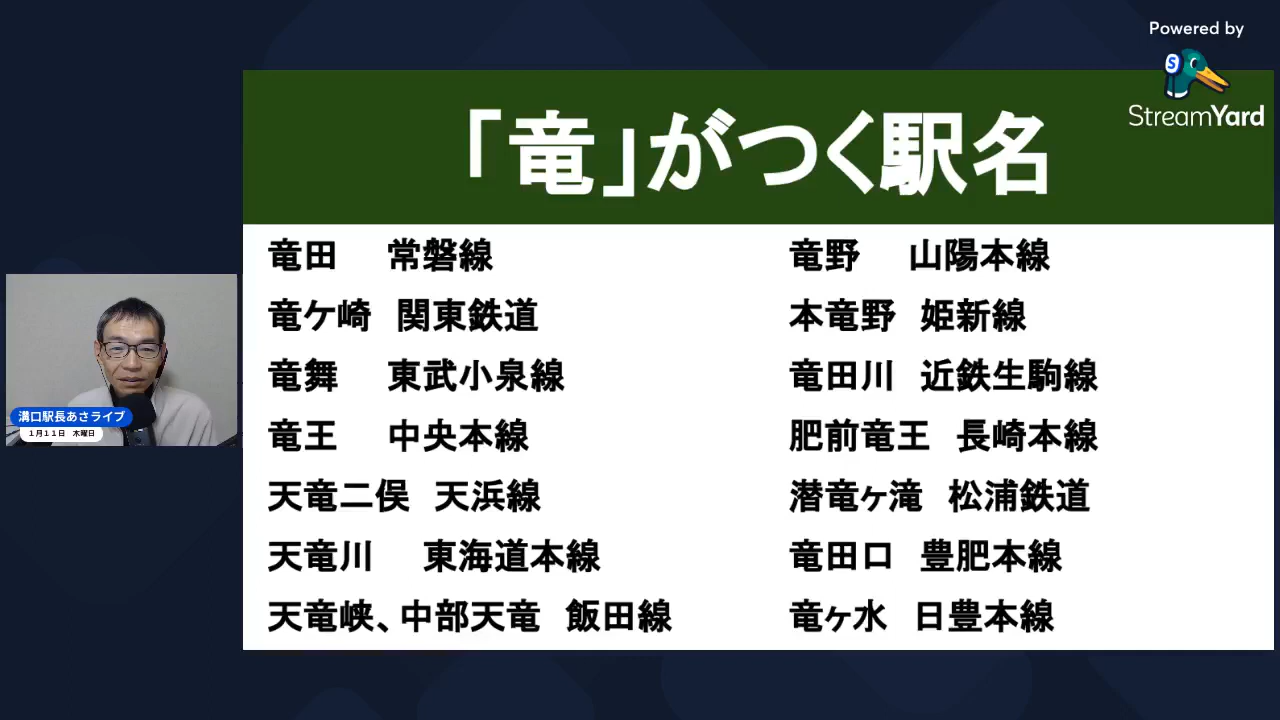 Powered by
StreamYard
「竜」がつく駅名
竜田　常磐線
竜ケ崎　関東鉄道
竜舞　東武小泉線
竜王　中央本線
天竜二俣　天浜線
天竜川　東海道本線
天竜峡、中部天竜　飯田線
竜野　山陽本線
本竜野　姫新線
竜田川　近鉄生駒線
肥前竜王　長崎本線
潜竜ヶ滝　松浦鉄道
竜田口　豊肥本線
竜ヶ水　日豊本線
溝口駅長あさライブ
１月１１日　木曜日